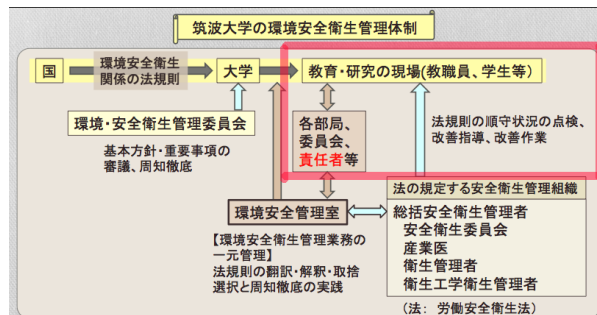 筑波大学の環境安全衛生管理体制
国
環境安全衛生
関係の法規則
大学
教育・研究の現場(教職員、学生等)
環境・安全衛生管理委員会
基本方針・重要事項の
審議、周知徹底
各部局、
委員会、
責任者等
法規則の順守状況の点検、
改善指導、改善作業
環境安全管理室
【環境安全衛生管理業務の
一元管理】
法規則の翻訳・解釈・取捨
選択と周知徹底の実践
法の規定する安全衛生管理組織
総括安全衛生管理者
安全衛生委員会
産業医
衛生管理者
衛生工学衛生管理者
(法: 労働安全衛生法)